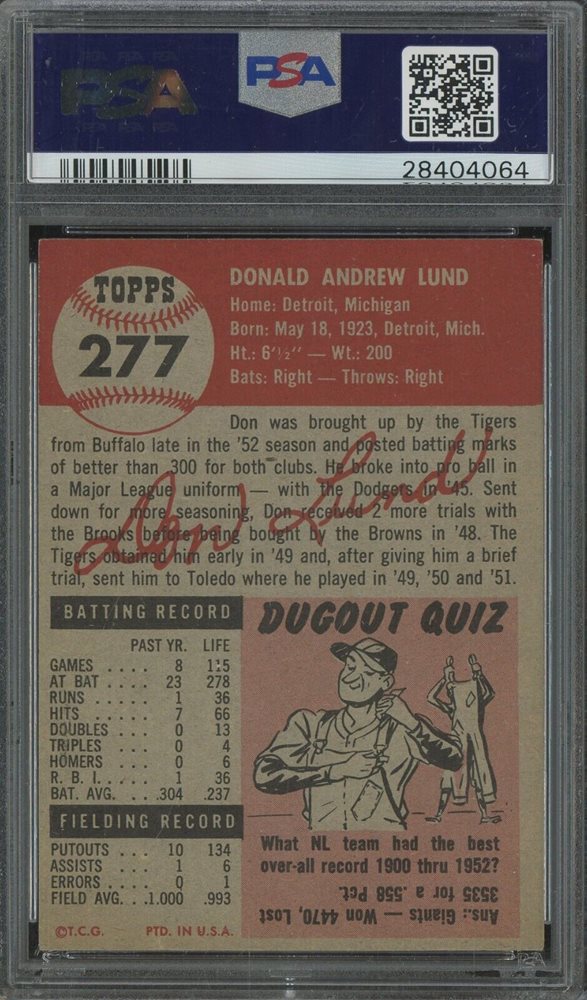 PSA
PSA
28404064
TOPPS
277
DONALD ANDREW LUND
Home: Detroit, Michigan
Born: May 18, 1923, Detroit, Mich.
Ht.: 6'½" — Wt.: 200
Bats: Right — Throws: Right
Don was brought up by the Tigers
from Buffalo late in the '52 season and posted batting marks
of better than .300 for both clubs. He broke into pro ball in
a Major League uniform — with the Dodgers in '45. Sent
down for more seasoning, Don received 2 more trials with
the Brooks before being bought by the Browns in '48. The
Tigers obtained him early in '49 and, after giving him a brief
trial, sent him to Toledo where he played in '49, '50 and '51.
Don Lund
BATTING RECORD
PAST YR. LIFE
GAMES .... 8 115
AT BAT .... 23 278
RUNS ..... 1 36
HITS ..... 7 66
DOUBLES .. 0 13
TRIPLES ... 0 4
HOMERS ... 0 6
R. B. I. .... 1 36
BAT. AVG. ...304 .237
FIELDING RECORD
PUTOUTS .. 10 134
ASSISTS ... 1 6
ERRORS ... 0 1
FIELD AVG. ..1.000 .993
©T.C.G. PTD. IN U.S.A.
DUGOUT QUIZ
What NL team had the best
over-all record 1900 thru 1952?
Ans.: Giants — Won 4470, Lost
3535 for a .558 Pct.
PSA